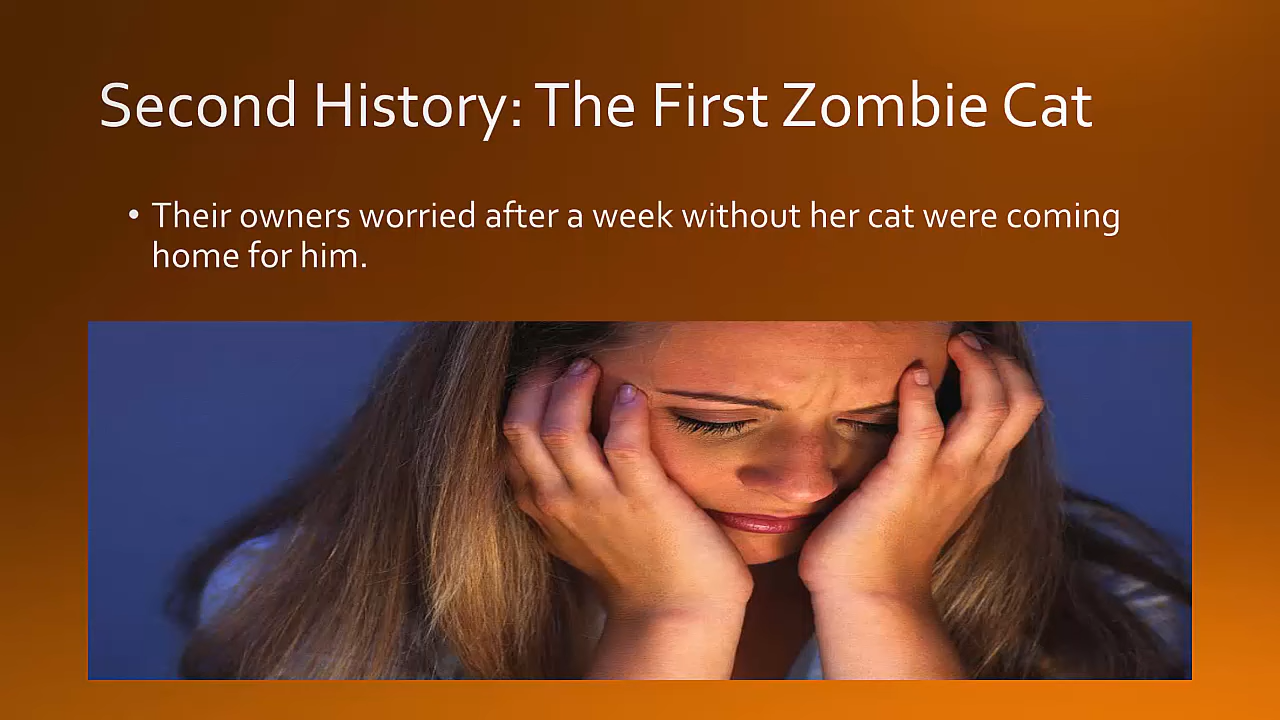 Second History: The First Zombie Cat
• Their owners worried after a week without her cat were coming
home for him.